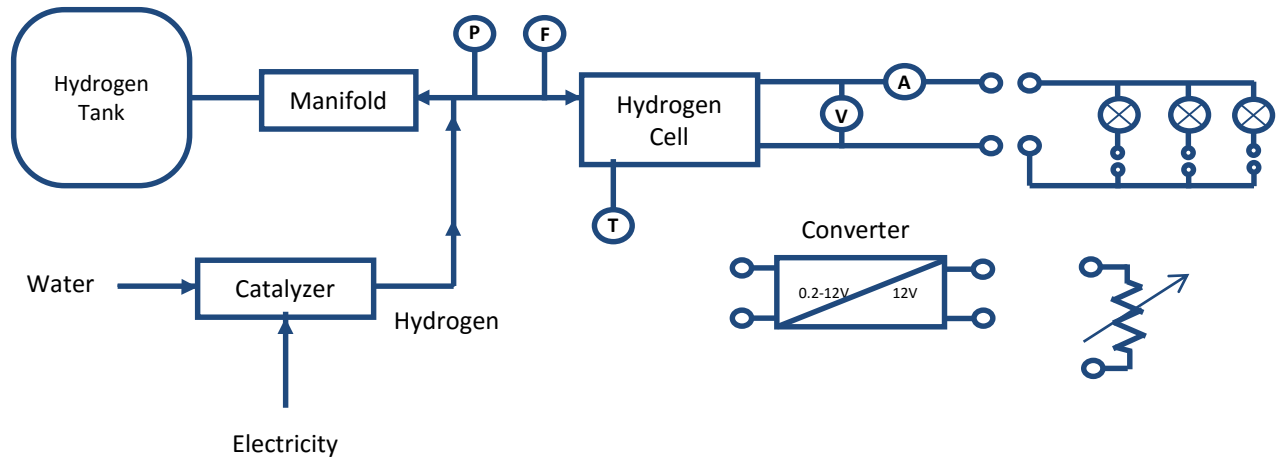 P
F
Hydrogen
Tank
Manifold
Hydrogen
Cell
A
V
T
Converter
0.2-12V
12V
Water
Catalyzer
Hydrogen
Electricity